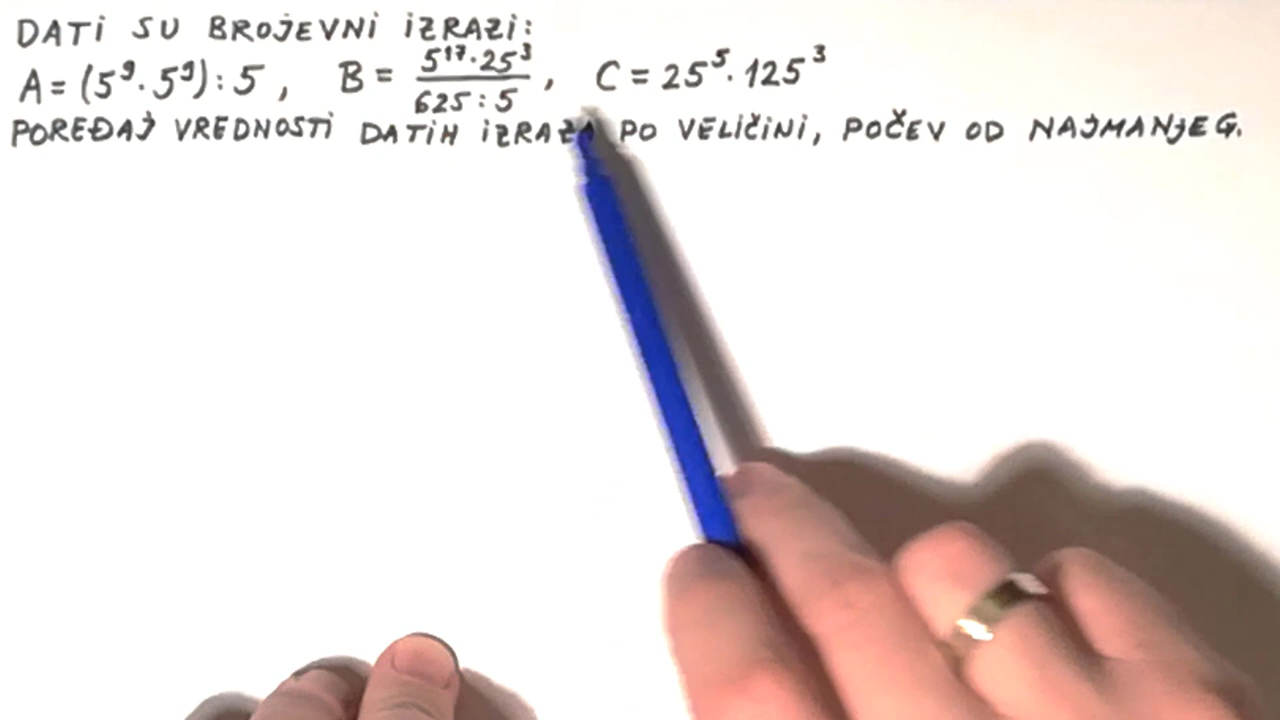 DATI SU BROJEVNI IZRAZI:
A = (5⁹·5⁹):5, B = (5¹⁷·25³)/(625:5), C = 25⁵·125³
POREĐAJ VREDNOSTI DATIH IZRAZA PO VELIČINI, POČEV OD NAJMANJEG.